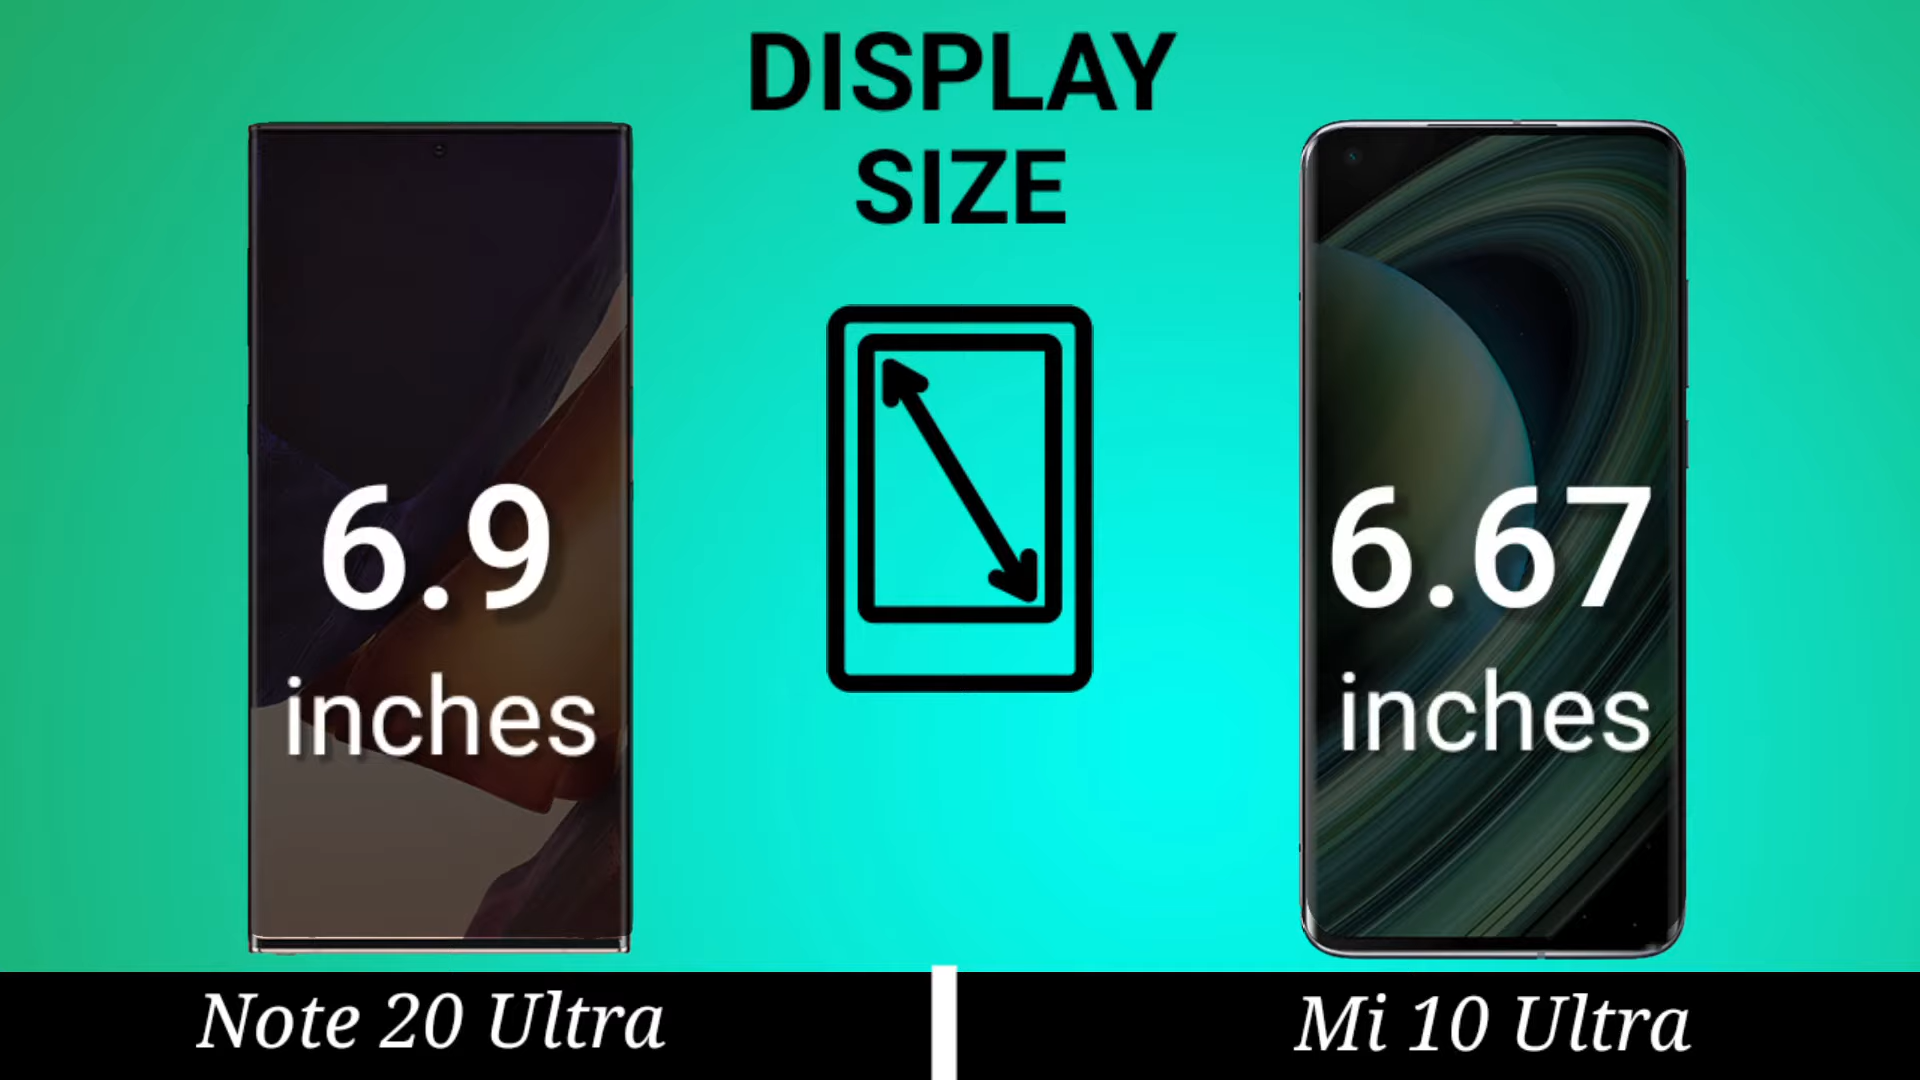 DISPLAY
SIZE
6.9
inches
6.67
inches
Note 20 Ultra
Mi 10 Ultra